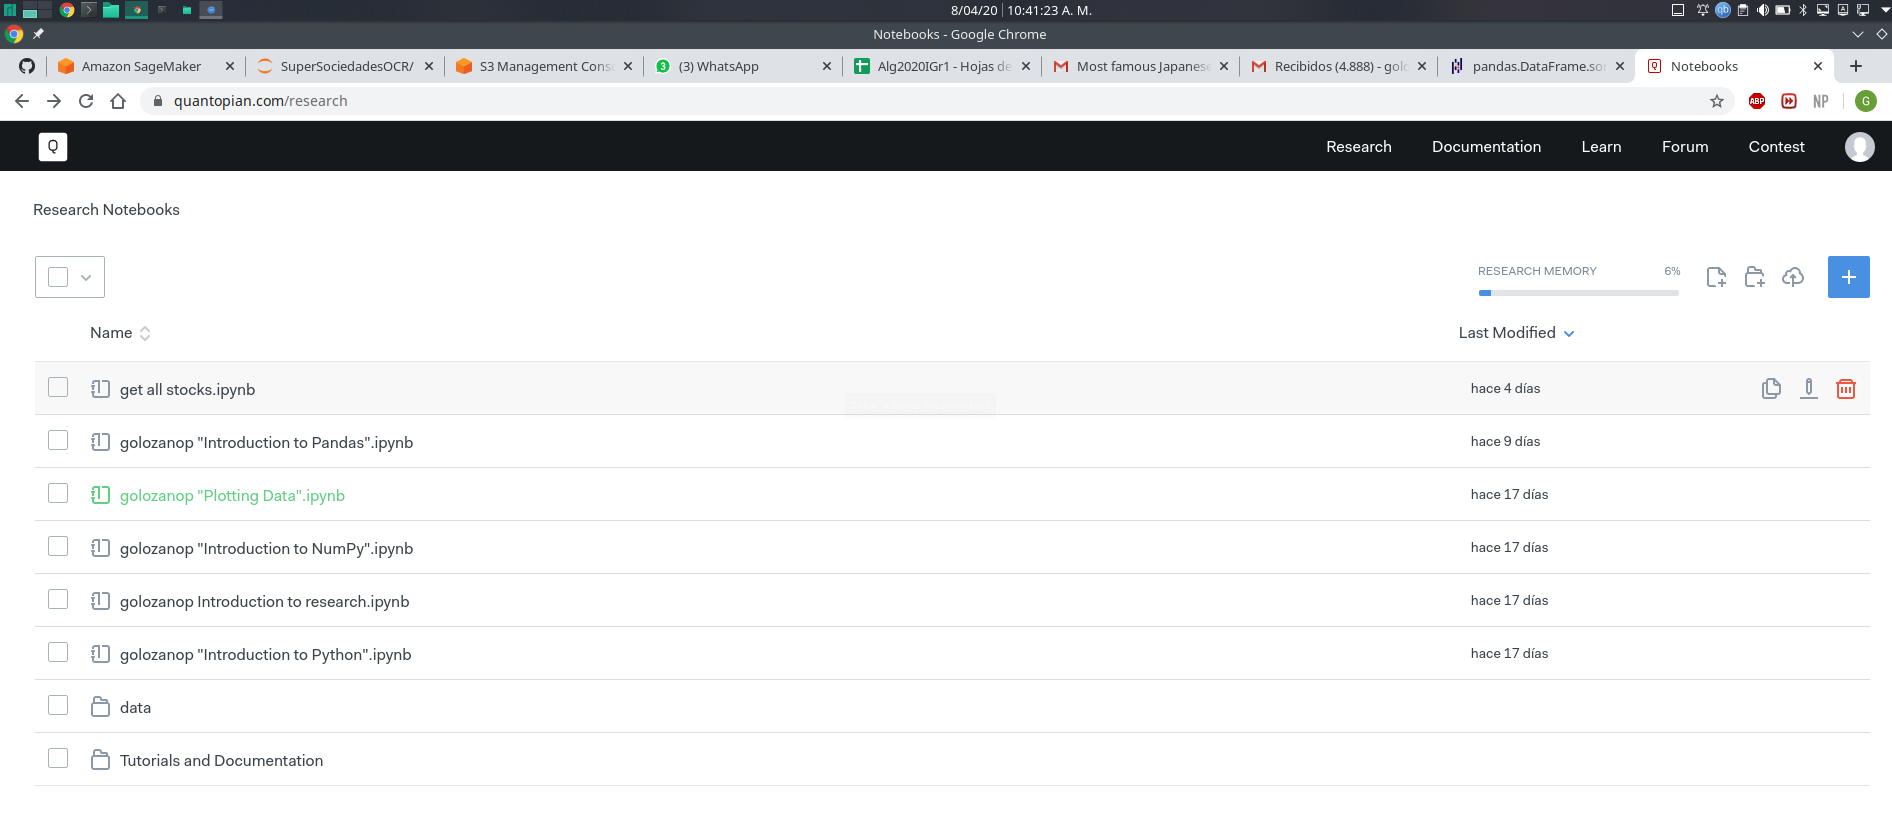 8/04/20 | 10:41:23 A. M.
Notebooks - Google Chrome
Amazon SageMaker
SuperSociedadesOCR/
S3 Management Cons
3 (3) WhatsApp
Alg2020IGr1 - Hojas de
Most famous Japanese
Recibidos (4.888) - golo
pandas.DataFrame.sor
Q Notebooks
quantopian.com/research
ABP
NP
G
Q
Research
Documentation
Learn
Forum
Contest
Research Notebooks
RESEARCH MEMORY 6%
Name
Last Modified
get all stocks.ipynb hace 4 días
golozanop "Introduction to Pandas".ipynb hace 9 días
golozanop "Plotting Data".ipynb hace 17 días
golozanop "Introduction to NumPy".ipynb hace 17 días
golozanop Introduction to research.ipynb hace 17 días
golozanop "Introduction to Python".ipynb hace 17 días
data
Tutorials and Documentation